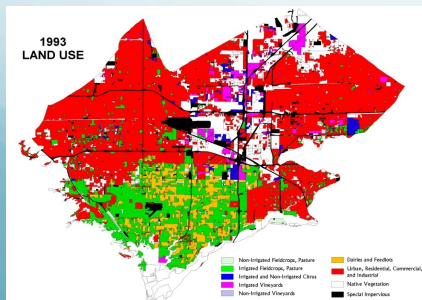 1993
LAND USE
Non-Irrigated Fieldcrops, Pasture
Irrigated Fieldcrops, Pasture
Irrigated and Non-Irrigated Citrus
Irrigated Vineyards
Non-Irrigated Vineyards
Dairies and Feedlots
Urban, Residential, Commercial,
and Industrial
Native Vegetation
Special Impervious